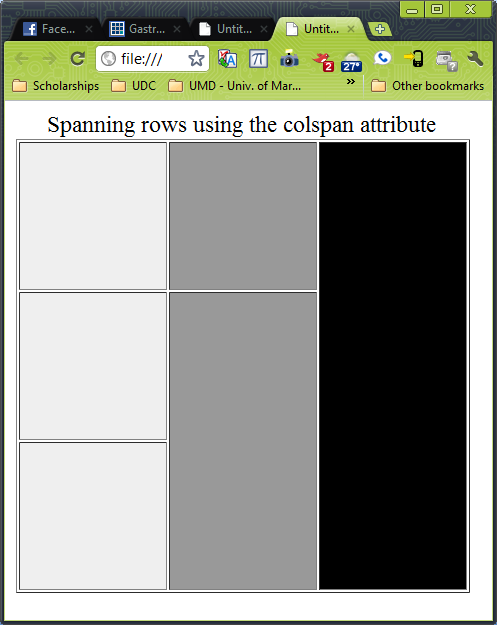 Face... Gastr... Untit... Untit...
file:/// 2 27°
Scholarships UDC UMD - Univ. of Mar... » Other bookmarks
Spanning rows using the colspan attribute